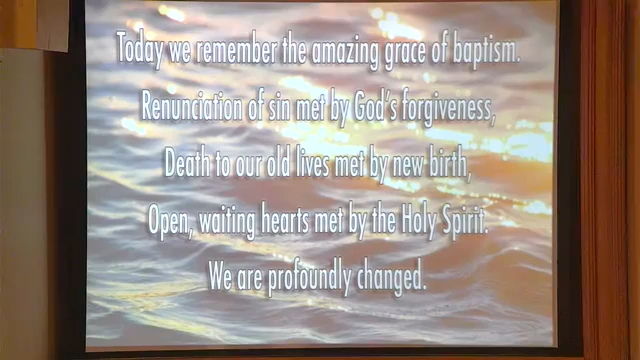 Today we remember the amazing grace of baptism.
Renunciation of sin met by God's forgiveness,
Death to our old lives met by new birth,
Open, waiting hearts met by the Holy Spirit.
We are profoundly changed.